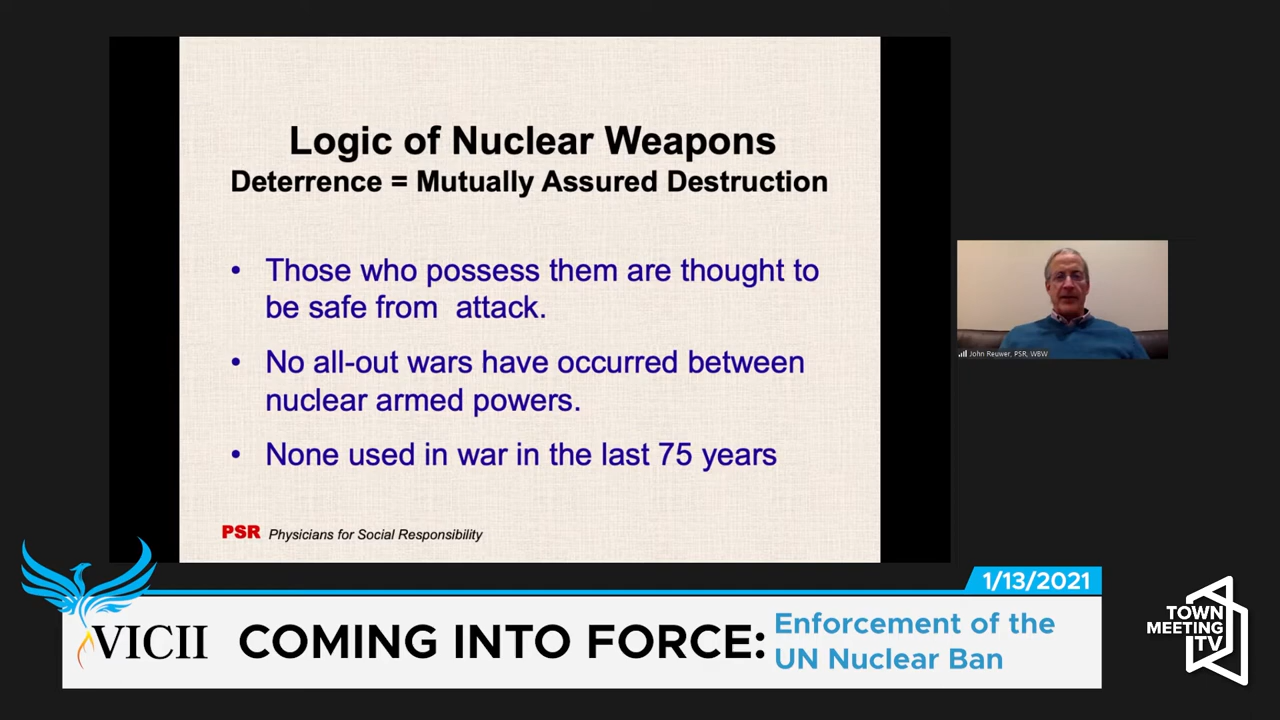 Logic of Nuclear Weapons
Deterrence = Mutually Assured Destruction
• Those who possess them are thought to
be safe from attack.
• No all-out wars have occurred between
nuclear armed powers.
• None used in war in the last 75 years
PSR Physicians for Social Responsibility
John Reuwer, PSR, WBW
1/13/2021
VICII
COMING INTO FORCE:
Enforcement of the
UN Nuclear Ban
TOWN
MEETING
TV